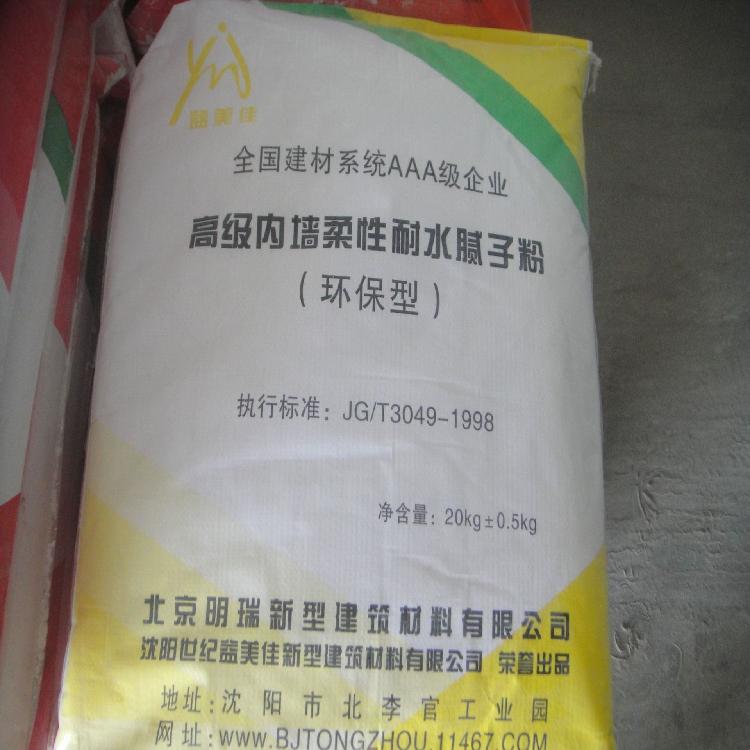 益美佳
全国建材系统AAA级企业
高级内墙柔性耐水腻子粉
（环保型）
执行标准：JG/T3049-1998
净含量：20kg±0.5kg
北京明瑞新型建筑材料有限公司
沈阳世纪益美佳新型建筑材料有限公司 荣誉出品
地址：沈阳市北李官工业园
网址：www.BJTONGZHOU.11467.COM